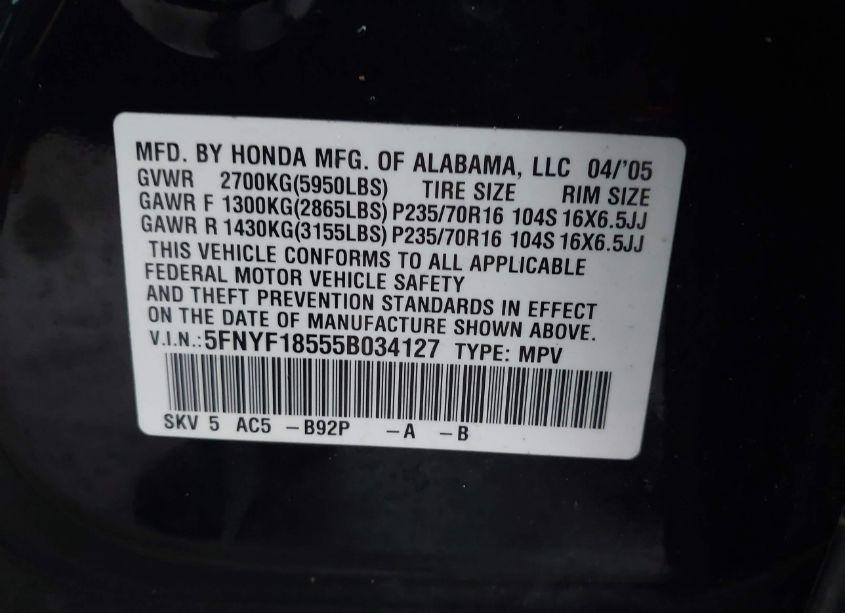 MFD. BY HONDA MFG. OF ALABAMA, LLC 04/'05
GVWR 2700KG(5950LBS) TIRE SIZE RIM SIZE
GAWR F 1300KG(2865LBS) P235/70R16 104S 16X6.5JJ
GAWR R 1430KG(3155LBS) P235/70R16 104S 16X6.5JJ
THIS VEHICLE CONFORMS TO ALL APPLICABLE
FEDERAL MOTOR VEHICLE SAFETY
AND THEFT PREVENTION STANDARDS IN EFFECT
ON THE DATE OF MANUFACTURE SHOWN ABOVE.
V.I.N.:5FNYF18555B034127 TYPE: MPV
SKV 5 AC5 -B92P -A -B